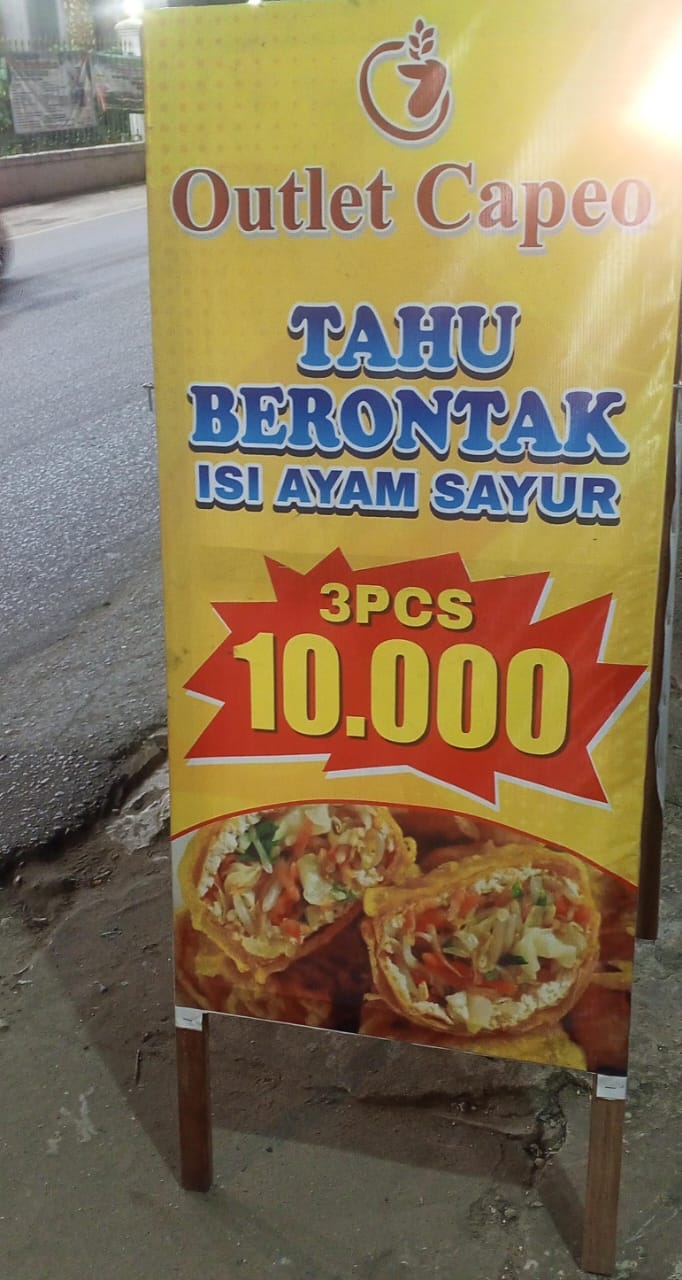 Outlet Capeo
TAHU
BERONTAK
ISI AYAM SAYUR
3PCS
10.000